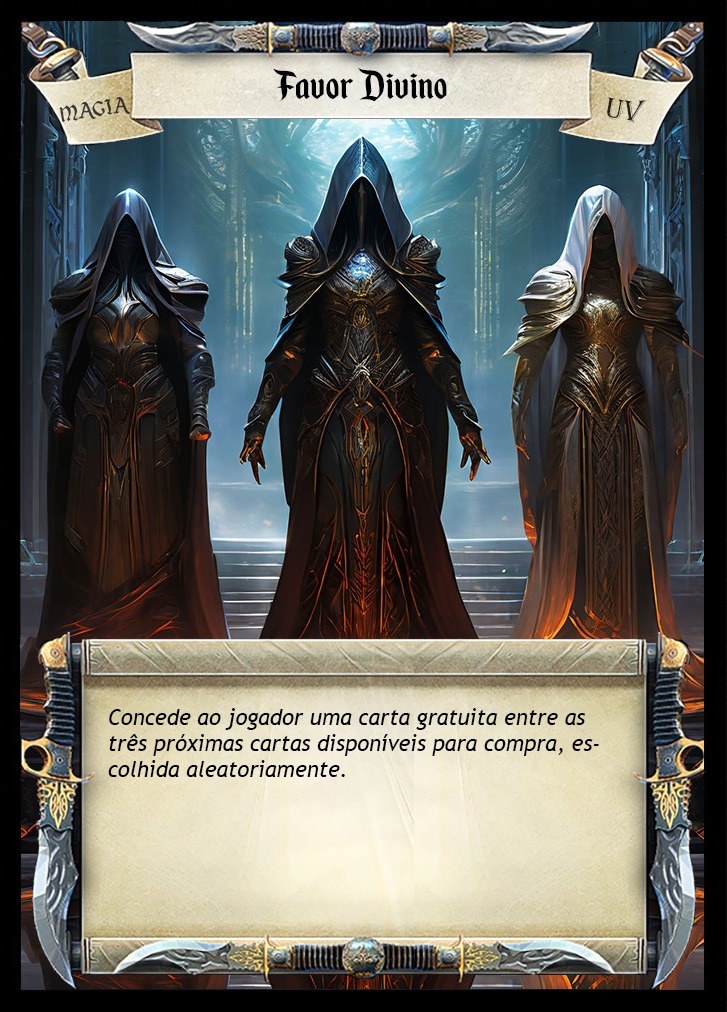 Favor Divino
MAGIA
UV
Concede ao jogador uma carta gratuita entre as
três próximas cartas disponíveis para compra, es-
colhida aleatoriamente.